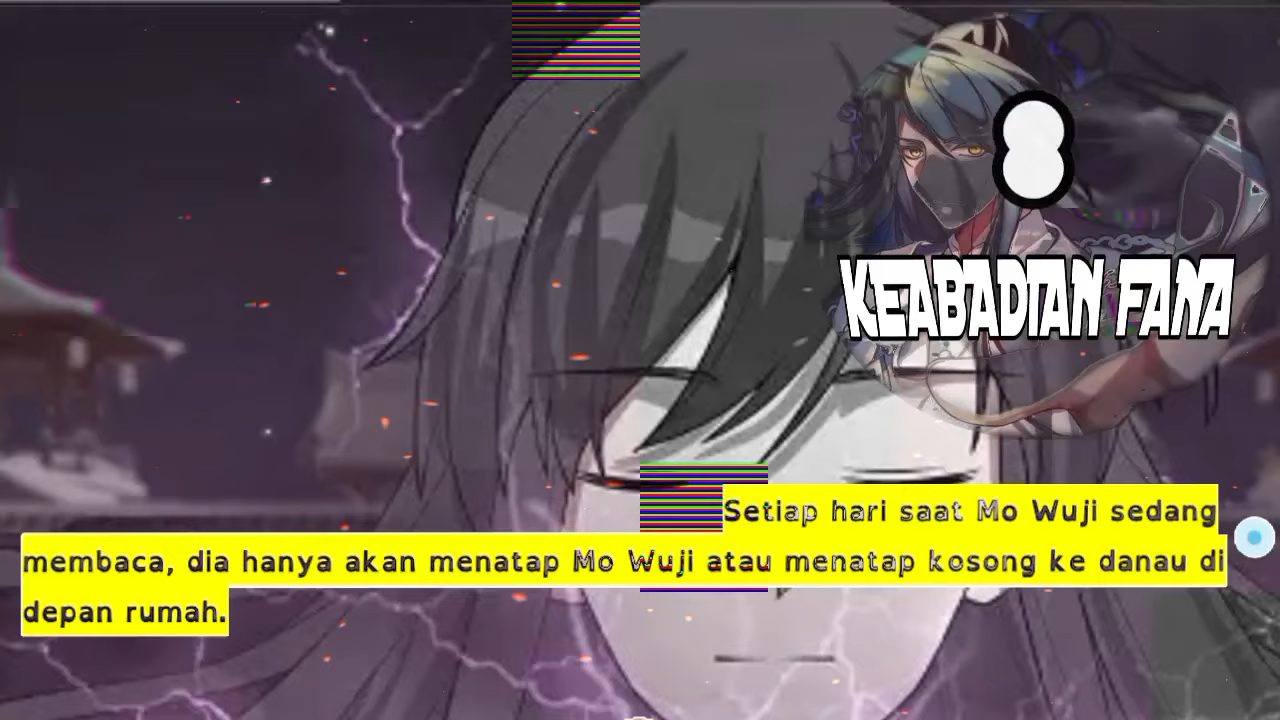 8
KEABADIAN FANA
Setiap hari saat Mo Wuji sedang
membaca, dia hanya akan menatap Mo Wuji atau menatap kosong ke danau di
depan rumah.